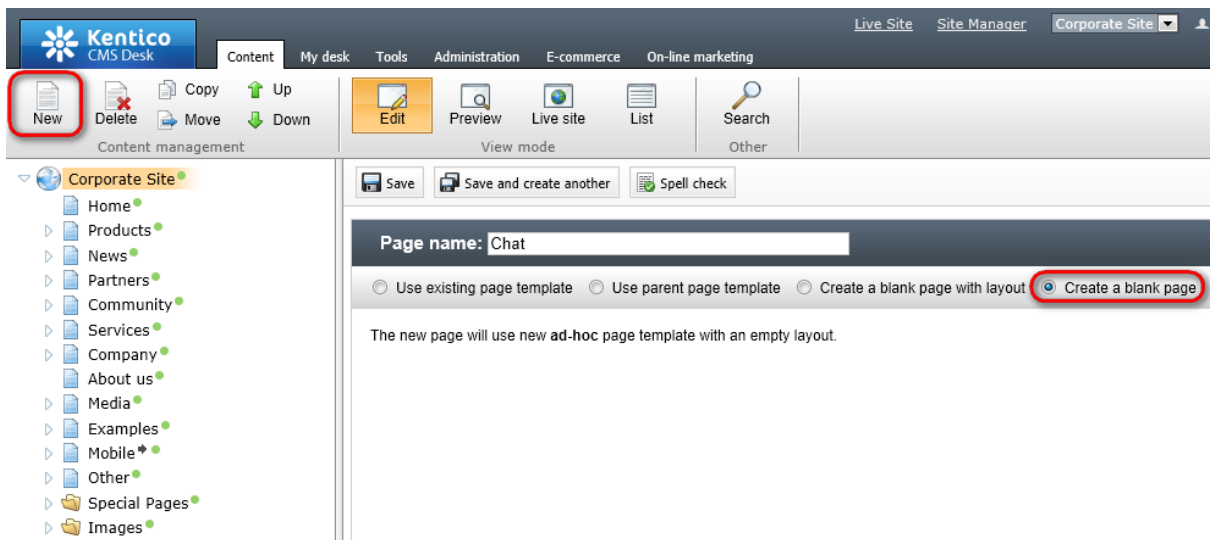 Live Site Site Manager Corporate Site
Kentico
CMS Desk
Content My desk Tools Administration E-commerce On-line marketing
New Delete Copy Move Up Down
Content management
Edit Preview Live site List
View mode
Search
Other
Corporate Site
Home
Products
News
Partners
Community
Services
Company
About us
Media
Examples
Mobile
Other
Special Pages
Images
Save Save and create another Spell check
Page name: Chat
Use existing page template Use parent page template Create a blank page with layout Create a blank page
The new page will use new ad-hoc page template with an empty layout.